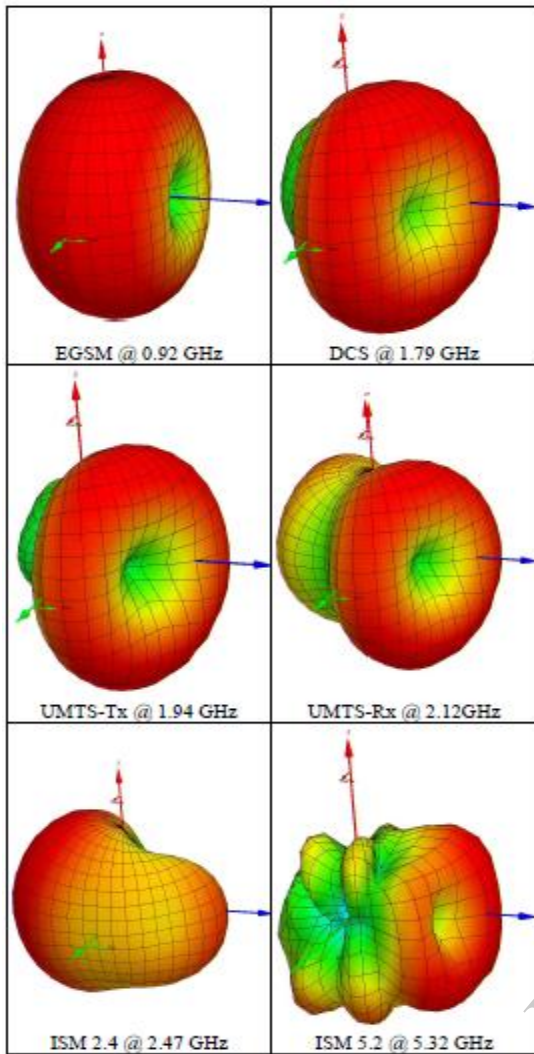 EGSM @ 0.92 GHz
DCS @ 1.79 GHz
UMTS-Tx @ 1.94 GHz
UMTS-Rx @ 2.12GHz
ISM 2.4 @ 2.47 GHz
ISM 5.2 @ 5.32 GHz